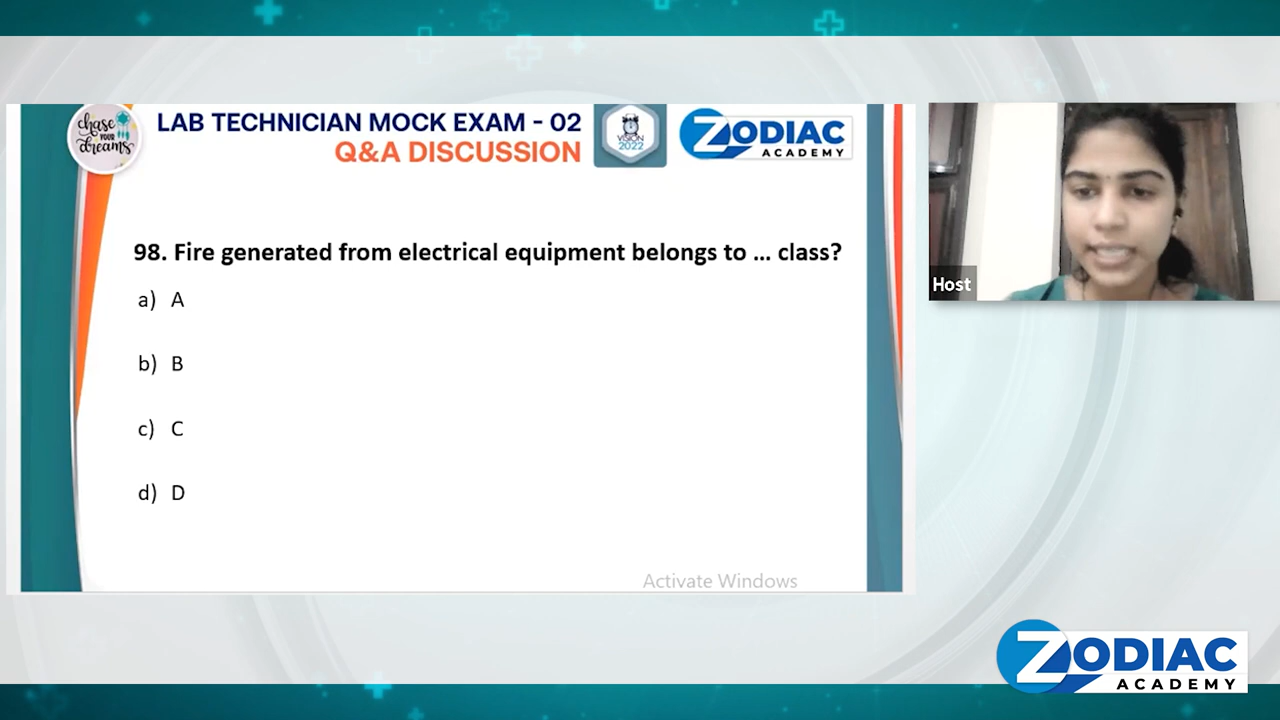 chase
YOUR
dreams
LAB TECHNICIAN MOCK EXAM - 02
Q&A DISCUSSION
VISION
2022
ZODIAC
ACADEMY
98. Fire generated from electrical equipment belongs to ... class?
a) A
b) B
c) C
d) D
Activate Windows
Host
ZODIAC
ACADEMY